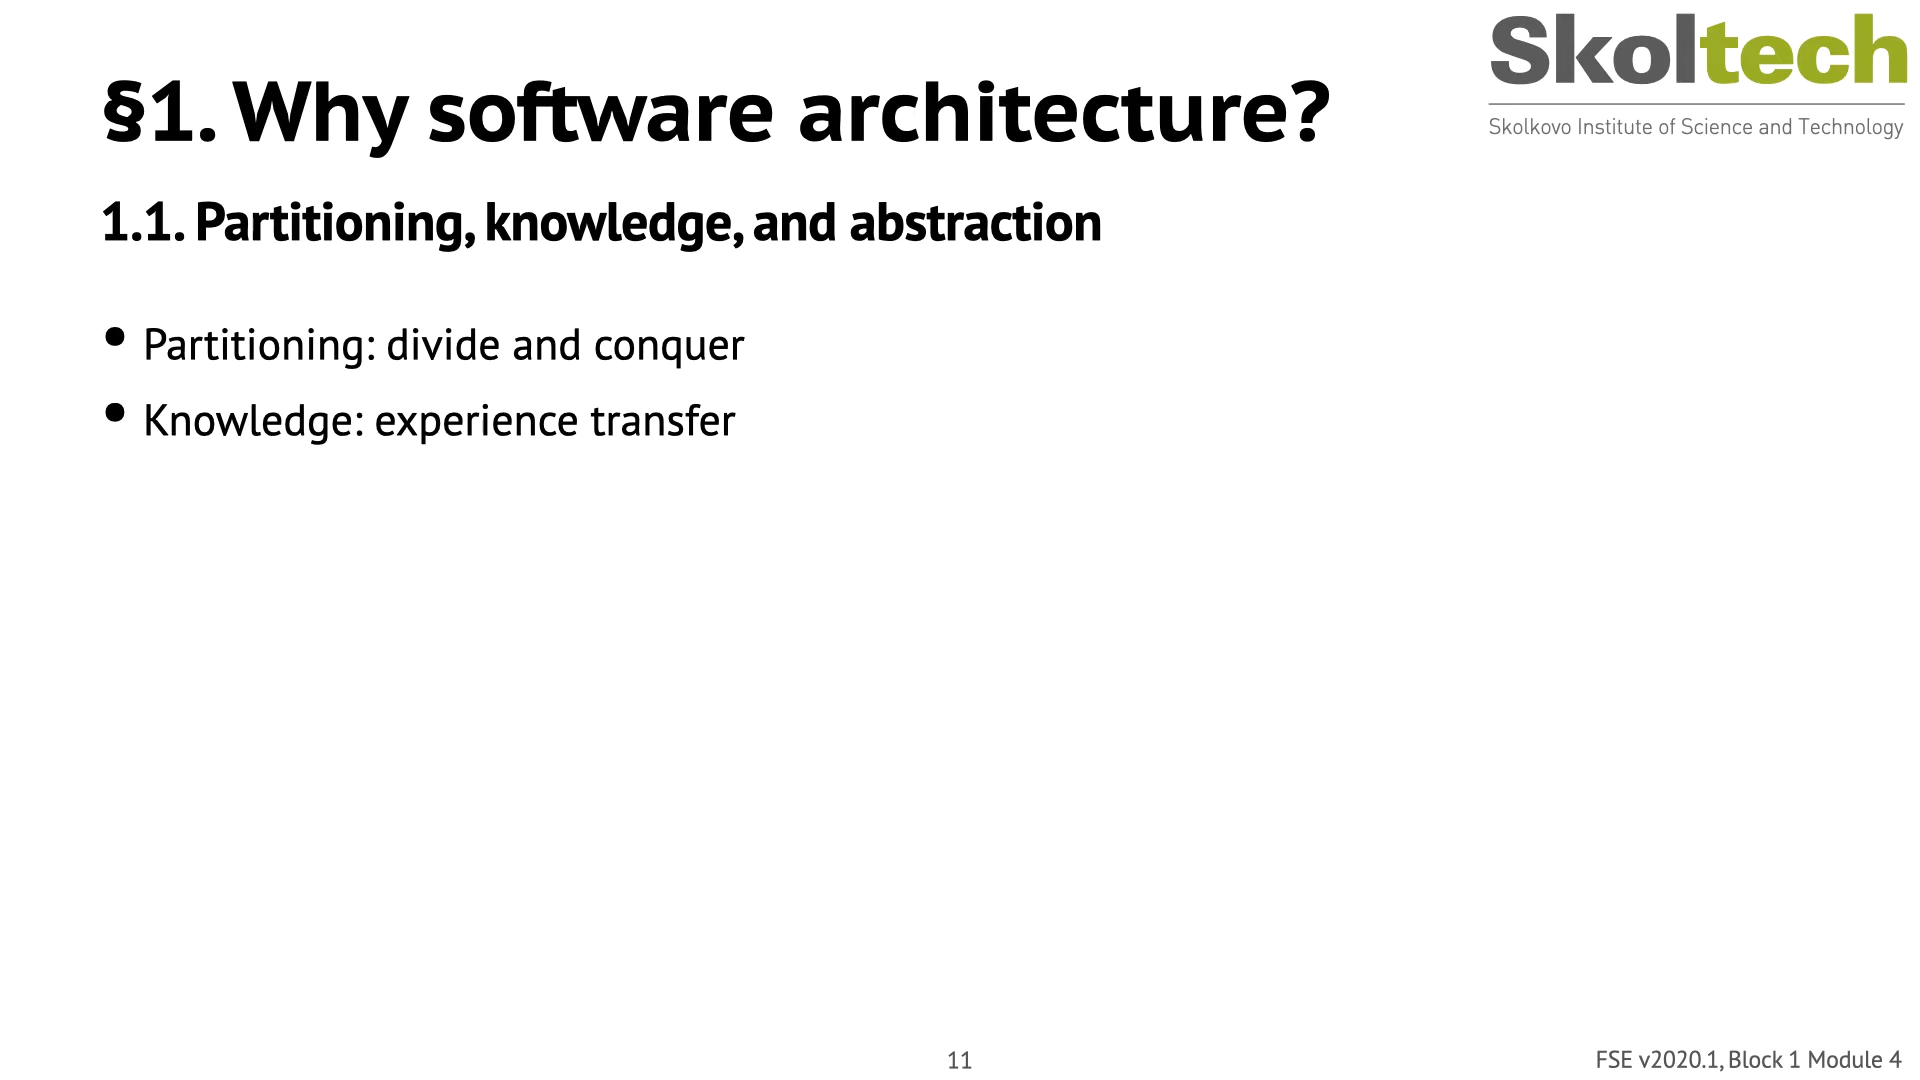 Skoltech
Skolkovo Institute of Science and Technology
§1. Why software architecture?
1.1. Partitioning, knowledge, and abstraction
• Partitioning: divide and conquer
• Knowledge: experience transfer
11
FSE v2020.1, Block 1 Module 4